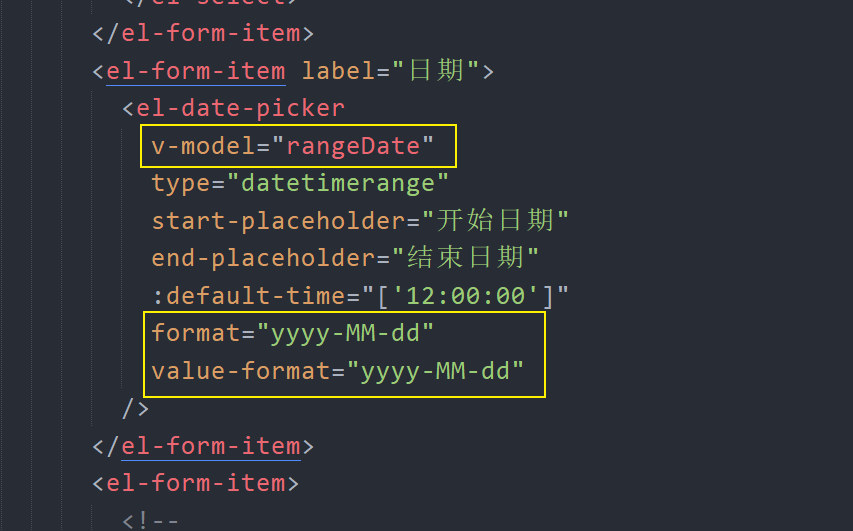 </el-select>
</el-form-item>
<el-form-item label="日期">
<el-date-picker
v-model="rangeDate"
type="datetimerange"
start-placeholder="开始日期"
end-placeholder="结束日期"
:default-time="['12:00:00']"
format="yyyy-MM-dd"
value-format="yyyy-MM-dd"
/>
</el-form-item>
<el-form-item>
<!--